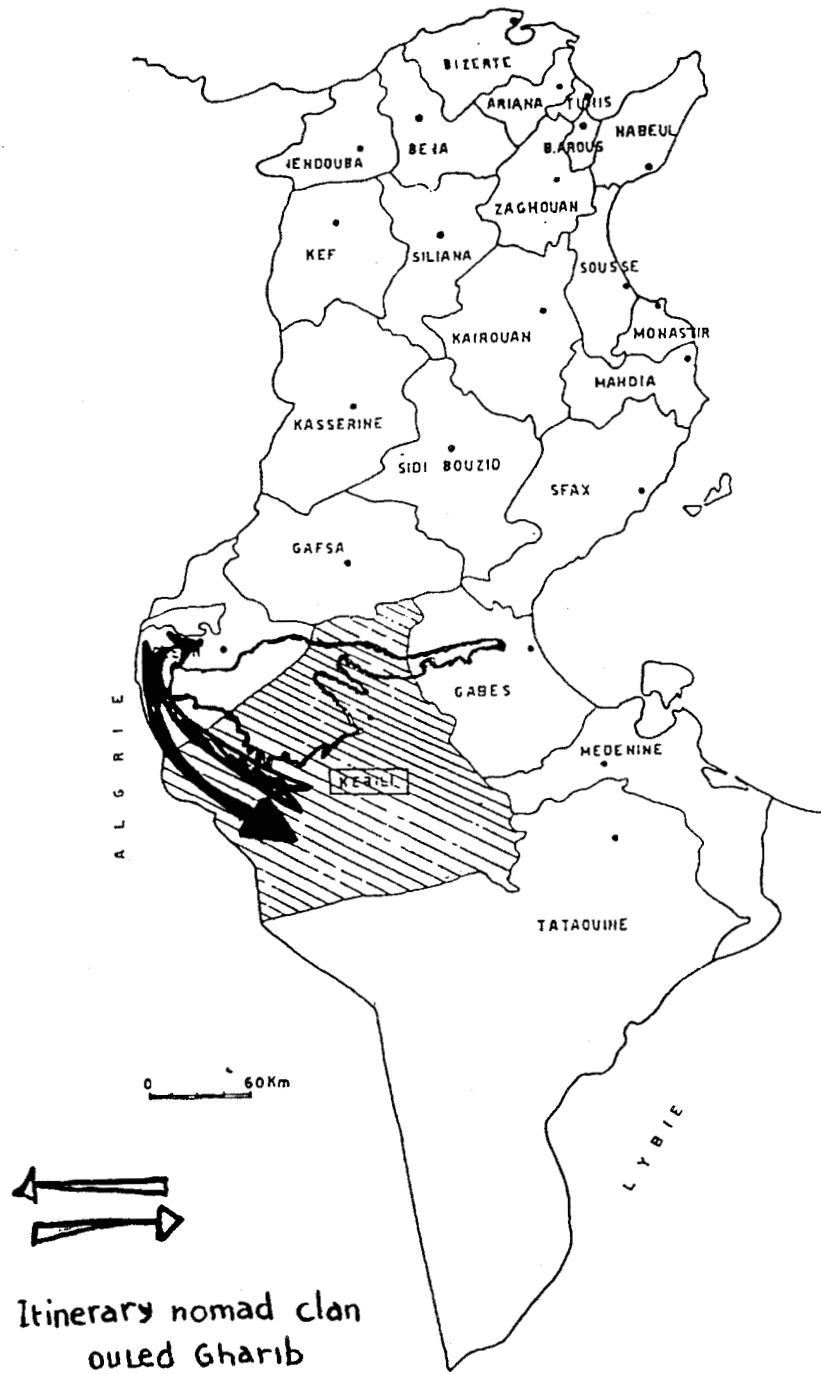 BIZERTE
ARIANA
TUNIS
B.AROUS
NABEUL
JENDOUBA
BEJA
ZAGHOUAN
KEF
SILIANA
SOUSSE
KAIROUAN
MONASTIR
MAHDIA
KASSERINE
SIDI BOUZID
SFAX
GAFSA
GABES
MEDENINE
KEBILI
ALGRIE
TATAOUINE
0 60Km
LYBIE
Itinerary nomad clan
ouled Gharib